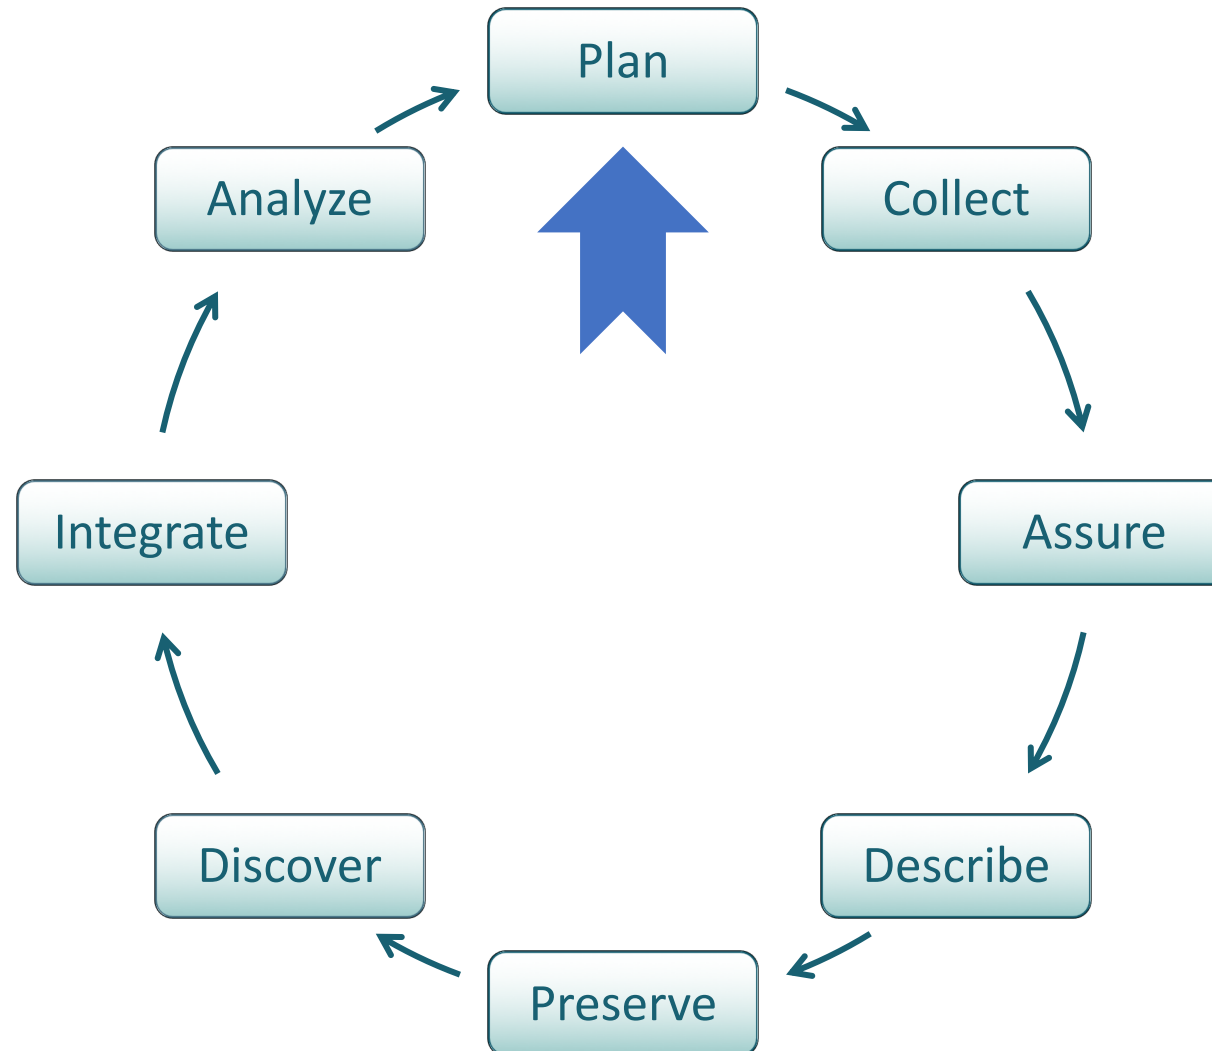 Plan
Collect
Assure
Describe
Preserve
Discover
Integrate
Analyze